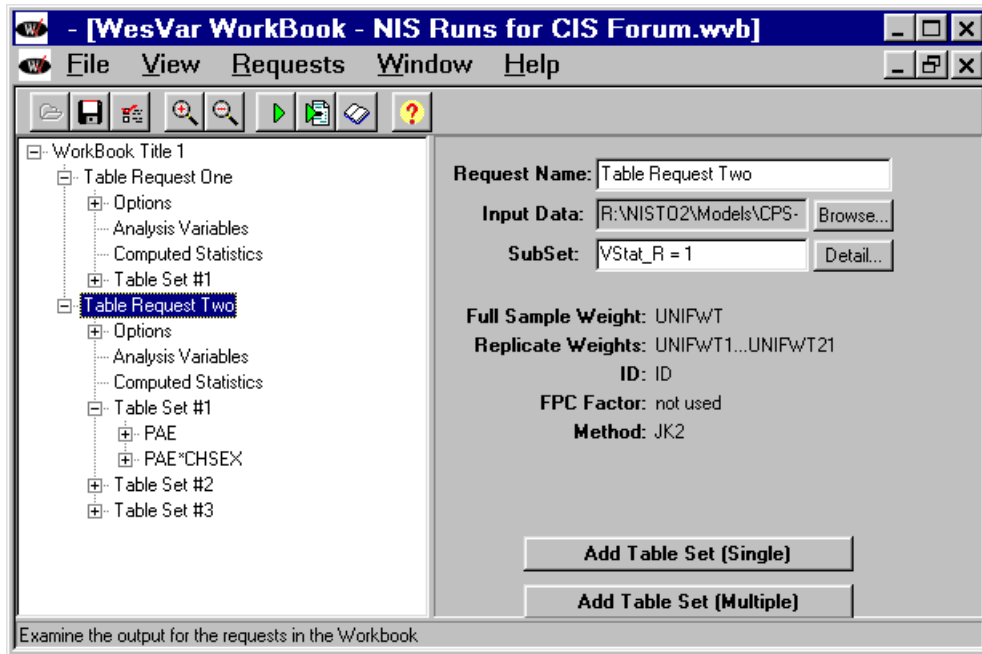 - [WesVar WorkBook - NIS Runs for CIS Forum.wvb]
File View Requests Window Help
WorkBook Title 1
Table Request One
Options
Analysis Variables
Computed Statistics
Table Set #1
Table Request Two
Options
Analysis Variables
Computed Statistics
Table Set #1
PAE
PAE*CHSEX
Table Set #2
Table Set #3
Request Name: Table Request Two
Input Data: R:\NISTO2\Models\CPS- Browse...
SubSet: VStat_R = 1 Detail...
Full Sample Weight: UNIFWT
Replicate Weights: UNIFWT1...UNIFWT21
ID: ID
FPC Factor: not used
Method: JK2
Add Table Set (Single)
Add Table Set (Multiple)
Examine the output for the requests in the Workbook